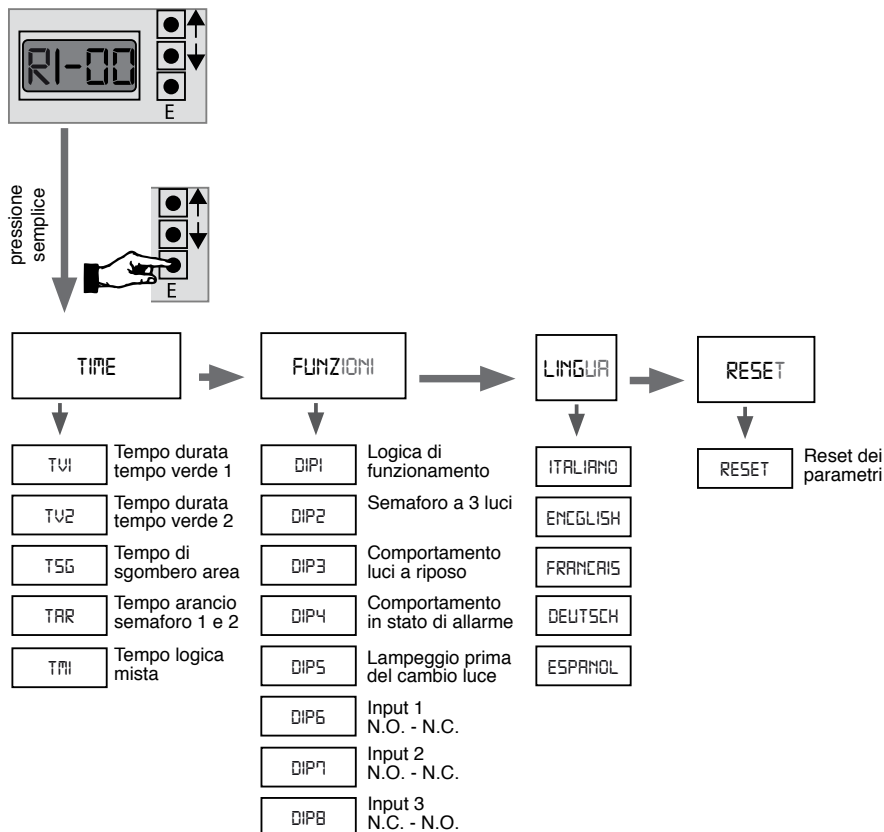 RI-00
E
pressione
semplice
E
TIME
FUNZIONI
LINGUA
RESET
TV1
Tempo durata
tempo verde 1
TV2
Tempo durata
tempo verde 2
TSG
Tempo di
sgombero area
TAR
Tempo arancio
semaforo 1 e 2
TMI
Tempo logica
mista
DIP1
Logica di
funzionamento
DIP2
Semaforo a 3 luci
DIP3
Comportamento
luci a riposo
DIP4
Comportamento
in stato di allarme
DIP5
Lampeggio prima
del cambio luce
DIP6
Input 1
N.O. - N.C.
DIP7
Input 2
N.O. - N.C.
DIP8
Input 3
N.C. - N.O.
ITALIANO
ENCGLISH
FRANCAIS
DEUTSCH
ESPANOL
RESET
Reset dei
parametri